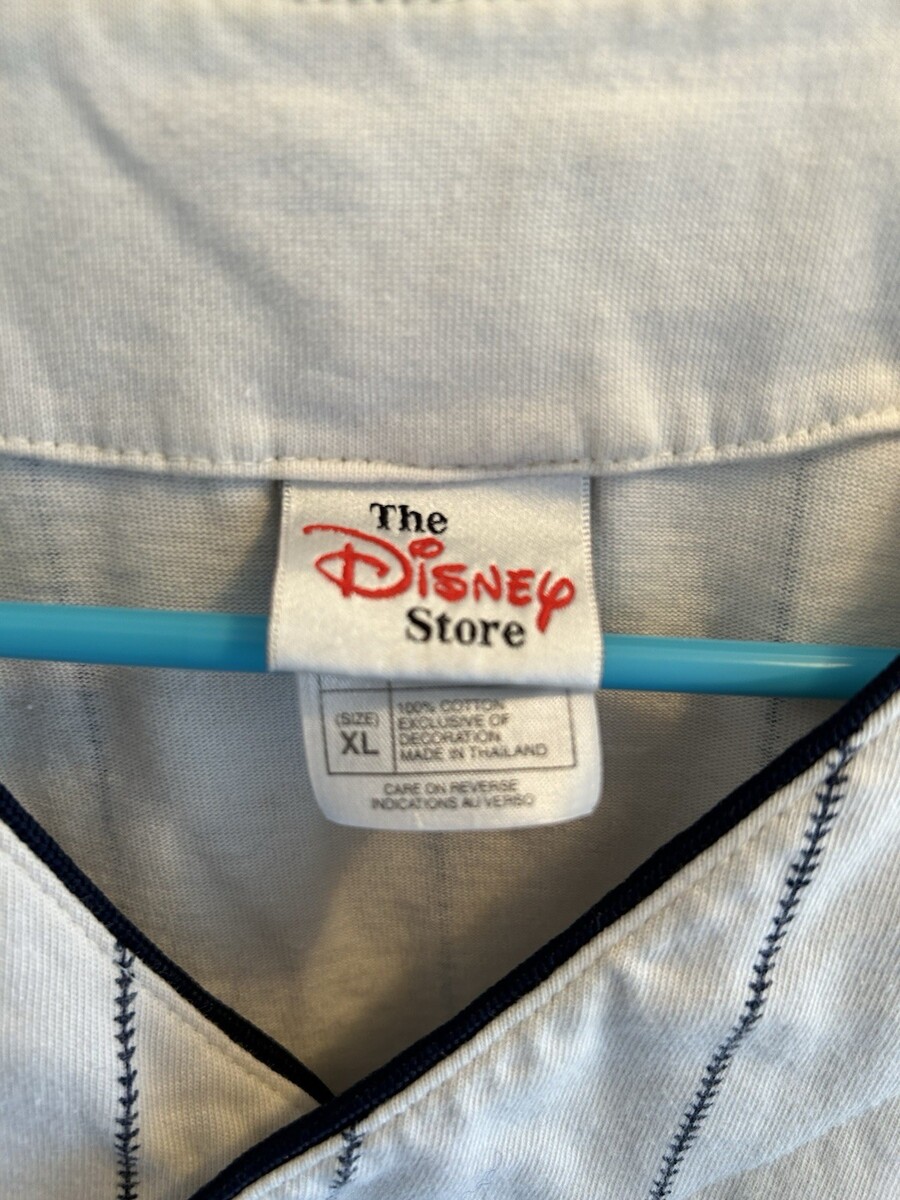 The
Disney
Store
(SIZE)
XL
100% COTTON
EXCLUSIVE OF
DECORATION
MADE IN THAILAND
CARE ON REVERSE
INDICATIONS AU VERSO